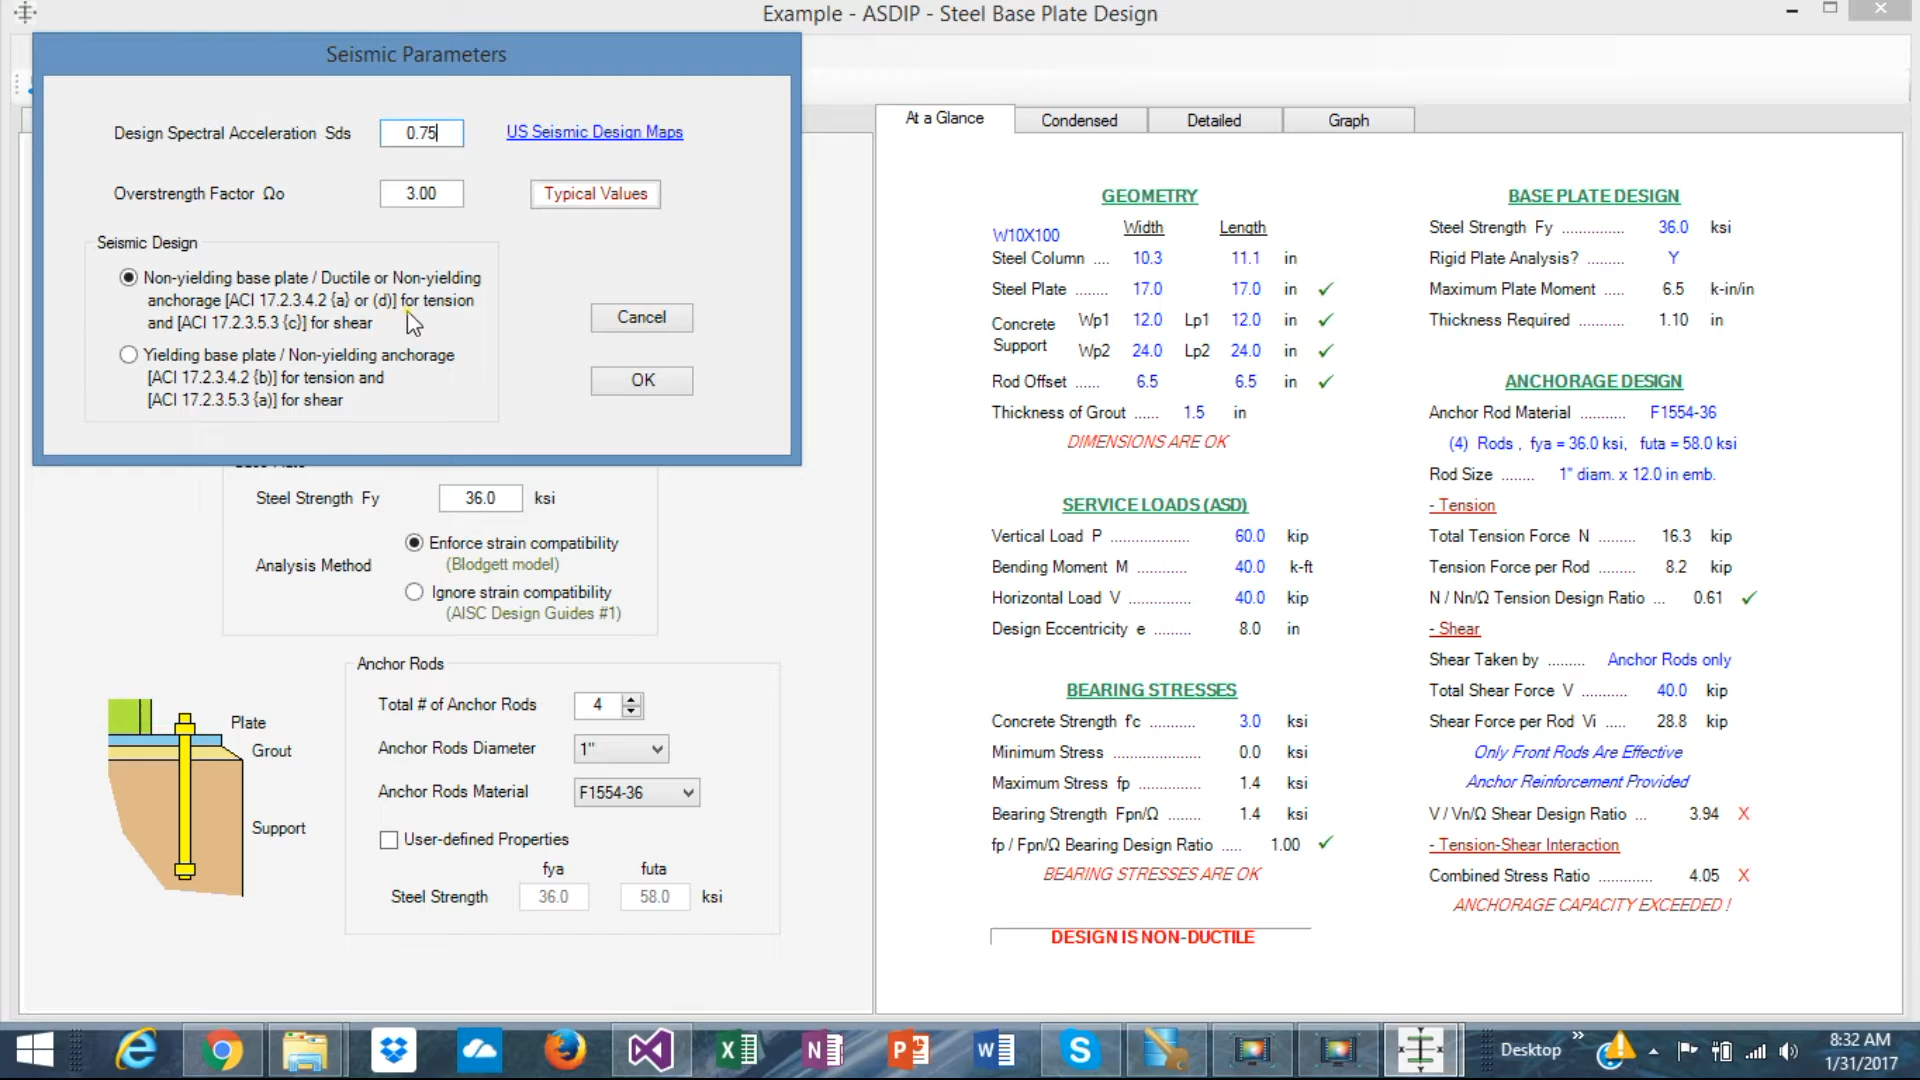 Example - ASDIP - Steel Base Plate Design
Seismic Parameters
Design Spectral Acceleration Sds 0.75 US Seismic Design Maps
Overstrength Factor Ωo 3.00 Typical Values
Seismic Design
Non-yielding base plate / Ductile or Non-yielding
anchorage [ACI 17.2.3.4.2 {a} or (d)] for tension
and [ACI 17.2.3.5.3 {c}] for shear
Yielding base plate / Non-yielding anchorage
[ACI 17.2.3.4.2 {b}] for tension and
[ACI 17.2.3.5.3 {a)] for shear
Cancel
OK
Steel Strength Fy 36.0 ksi
Analysis Method
Enforce strain compatibility
(Blodgett model)
Ignore strain compatibility
(AISC Design Guides #1)
Anchor Rods
Total # of Anchor Rods 4
Anchor Rods Diameter 1"
Anchor Rods Material F1554-36
User-defined Properties
fya futa
Steel Strength 36.0 58.0 ksi
Plate
Grout
Support
At a Glance Condensed Detailed Graph
GEOMETRY
W10X100 Width Length
Steel Column .... 10.3 11.1 in
Steel Plate ........ 17.0 17.0 in ✓
Concrete Support Wp1 12.0 Lp1 12.0 in ✓
Wp2 24.0 Lp2 24.0 in ✓
Rod Offset ...... 6.5 6.5 in ✓
Thickness of Grout ...... 1.5 in
DIMENSIONS ARE OK
SERVICE LOADS (ASD)
Vertical Load P .................. 60.0 kip
Bending Moment M ............ 40.0 k-ft
Horizontal Load V .............. 40.0 kip
Design Eccentricity e ......... 8.0 in
BEARING STRESSES
Concrete Strength f'c ........... 3.0 ksi
Minimum Stress ..................... 0.0 ksi
Maximum Stress fp .............. 1.4 ksi
Bearing Strength Fpn/Ω ........ 1.4 ksi
fp / Fpn/Ω Bearing Design Ratio ..... 1.00 ✓
BEARING STRESSES ARE OK
DESIGN IS NON-DUCTILE
BASE PLATE DESIGN
Steel Strength Fy .............. 36.0 ksi
Rigid Plate Analysis? ......... Y
Maximum Plate Moment ..... 6.5 k-in/in
Thickness Required ........... 1.10 in
ANCHORAGE DESIGN
Anchor Rod Material ........... F1554-36
(4) Rods , fya = 36.0 ksi, futa = 58.0 ksi
Rod Size ........ 1" diam. x 12.0 in emb.
- Tension
Total Tension Force N ......... 16.3 kip
Tension Force per Rod ......... 8.2 kip
N / Nn/Ω Tension Design Ratio ... 0.61 ✓
- Shear
Shear Taken by ......... Anchor Rods only
Total Shear Force V ........... 40.0 kip
Shear Force per Rod Vi ..... 28.8 kip
Only Front Rods Are Effective
Anchor Reinforcement Provided
V / Vn/Ω Shear Design Ratio ... 3.94 X
- Tension-Shear Interaction
Combined Stress Ratio ............. 4.05 X
ANCHORAGE CAPACITY EXCEEDED !
Desktop
8:32 AM
1/31/2017